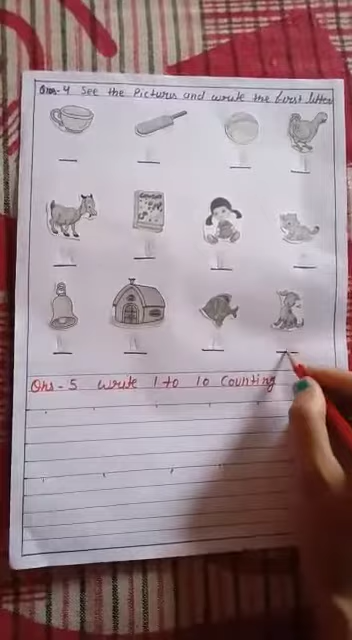 Qns-4 See the Pictures and write the first letter
Qns-5 Write 1 to 10 Counting